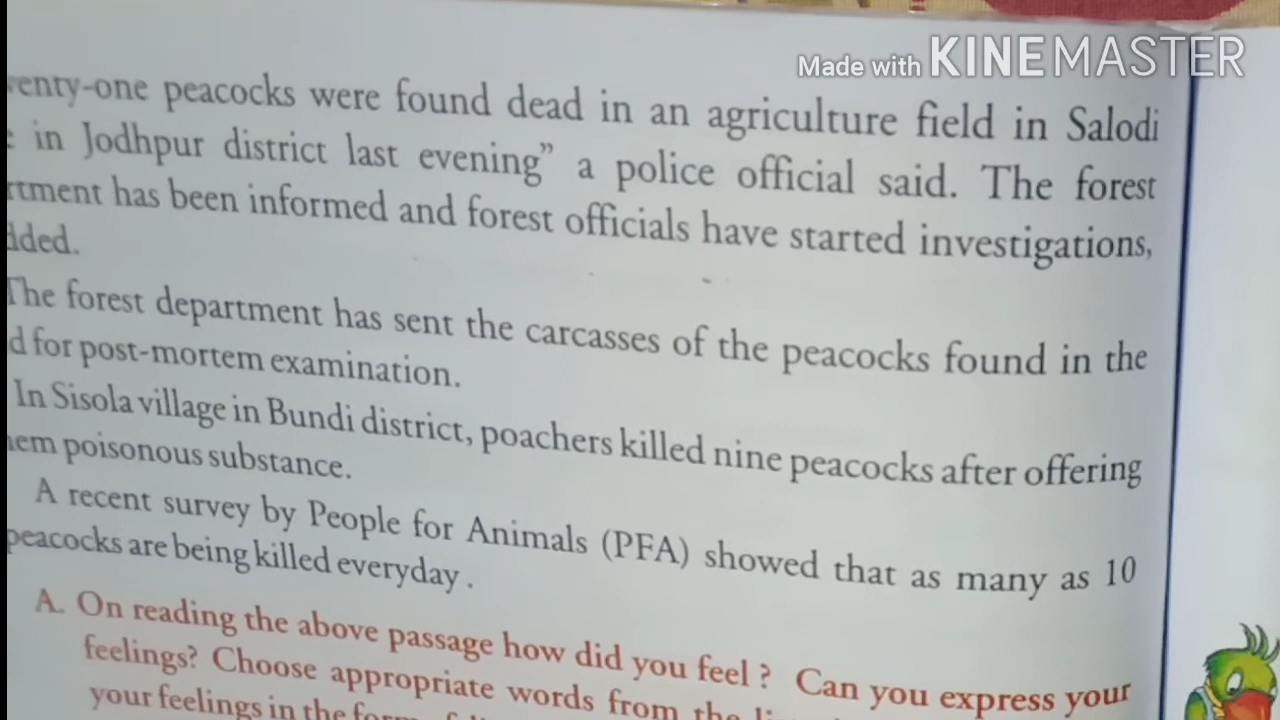 Made with KINEMASTER
enty-one peacocks were found dead in an agriculture field in Salodi
in Jodhpur district last evening” a police official said. The forest
rtment has been informed and forest officials have started investigations,
dded.
The forest department has sent the carcasses of the peacocks found in the
d for post-mortem examination.
In Sisola village in Bundi district, poachers killed nine peacocks after offering
em poisonous substance.
A recent survey by People for Animals (PFA) showed that as many as 10
peacocks are being killed everyday .
A. On reading the above passage how did you feel ? Can you express your
feelings? Choose appropriate words from the
your feelings in the form